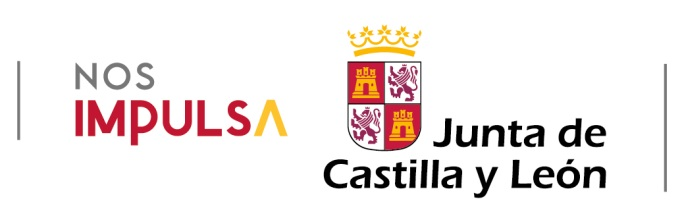 NOS
IMPULSA
Junta de
Castilla y León